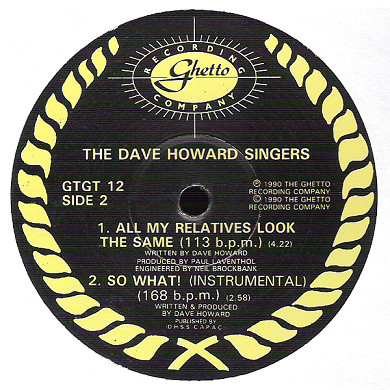 RECORDING
Ghetto
COMPANY
THE DAVE HOWARD SINGERS
GTGT 12
SIDE 2
℗ 1990 THE GHETTO
RECORDING COMPANY
© 1990 THE GHETTO
RECORDING COMPANY
1. ALL MY RELATIVES LOOK
THE SAME (113 b.p.m.) (4.22)
WRITTEN BY DAVE HOWARD
PRODUCED BY PAUL LAVENTHOL
ENGINEERED BY NEIL BROCKBANK
2. SO WHAT! (INSTRUMENTAL)
(168 b.p.m.) (2.58)
WRITTEN & PRODUCED
BY DAVE HOWARD
PUBLISHED BY
D.H.S.S. C.A.P.A.C.